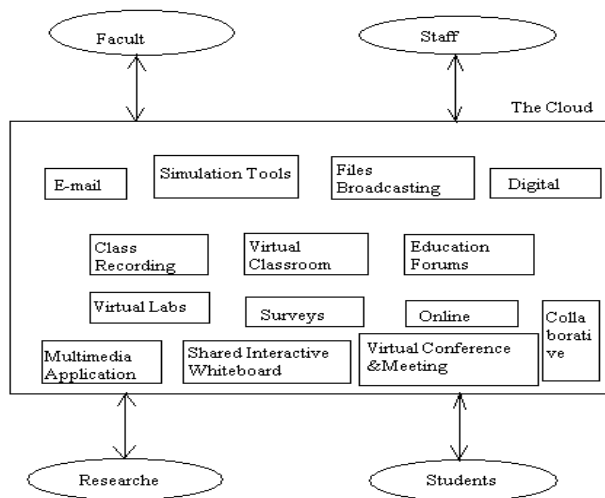 Facult
Staff
The Cloud
E-mail
Simulation Tools
Files
Broadcasting
Digital
Class
Recording
Virtual
Classroom
Education
Forums
Virtual Labs
Surveys
Online
Colla
borati
ve
Multimedia
Application
Shared Interactive
Whiteboard
Virtual Conference
&Meeting
Researche
Students